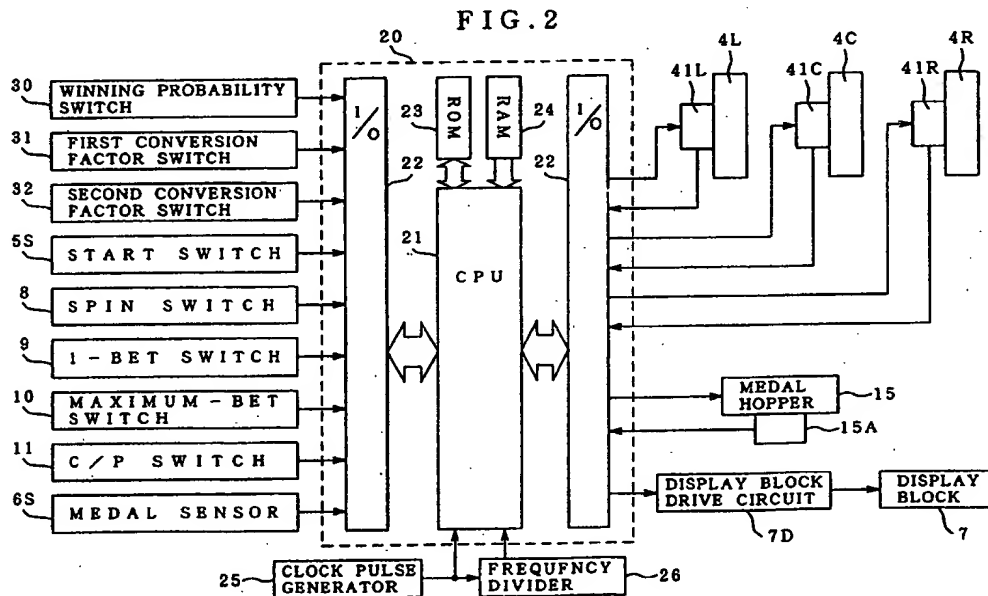 FIG.2
20
4L
4C
4R
41L
41C
41R
30
WINNING PROBABILITY
SWITCH
31
FIRST CONVERSION
FACTOR SWITCH
32
SECOND CONVERSION
FACTOR SWITCH
5S
START SWITCH
8
SPIN SWITCH
9
1-BET SWITCH
10
MAXIMUM-BET
SWITCH
11
C/P SWITCH
6S
MEDAL SENSOR
I/O
22
23
ROM
RAM
24
21
CPU
22
I/O
MEDAL
HOPPER
15
15A
DISPLAY BLOCK
DRIVE CIRCUIT
7D
DISPLAY
BLOCK
7
25
CLOCK PULSE
GENERATOR
FREQUFNCY
DIVIDER
26